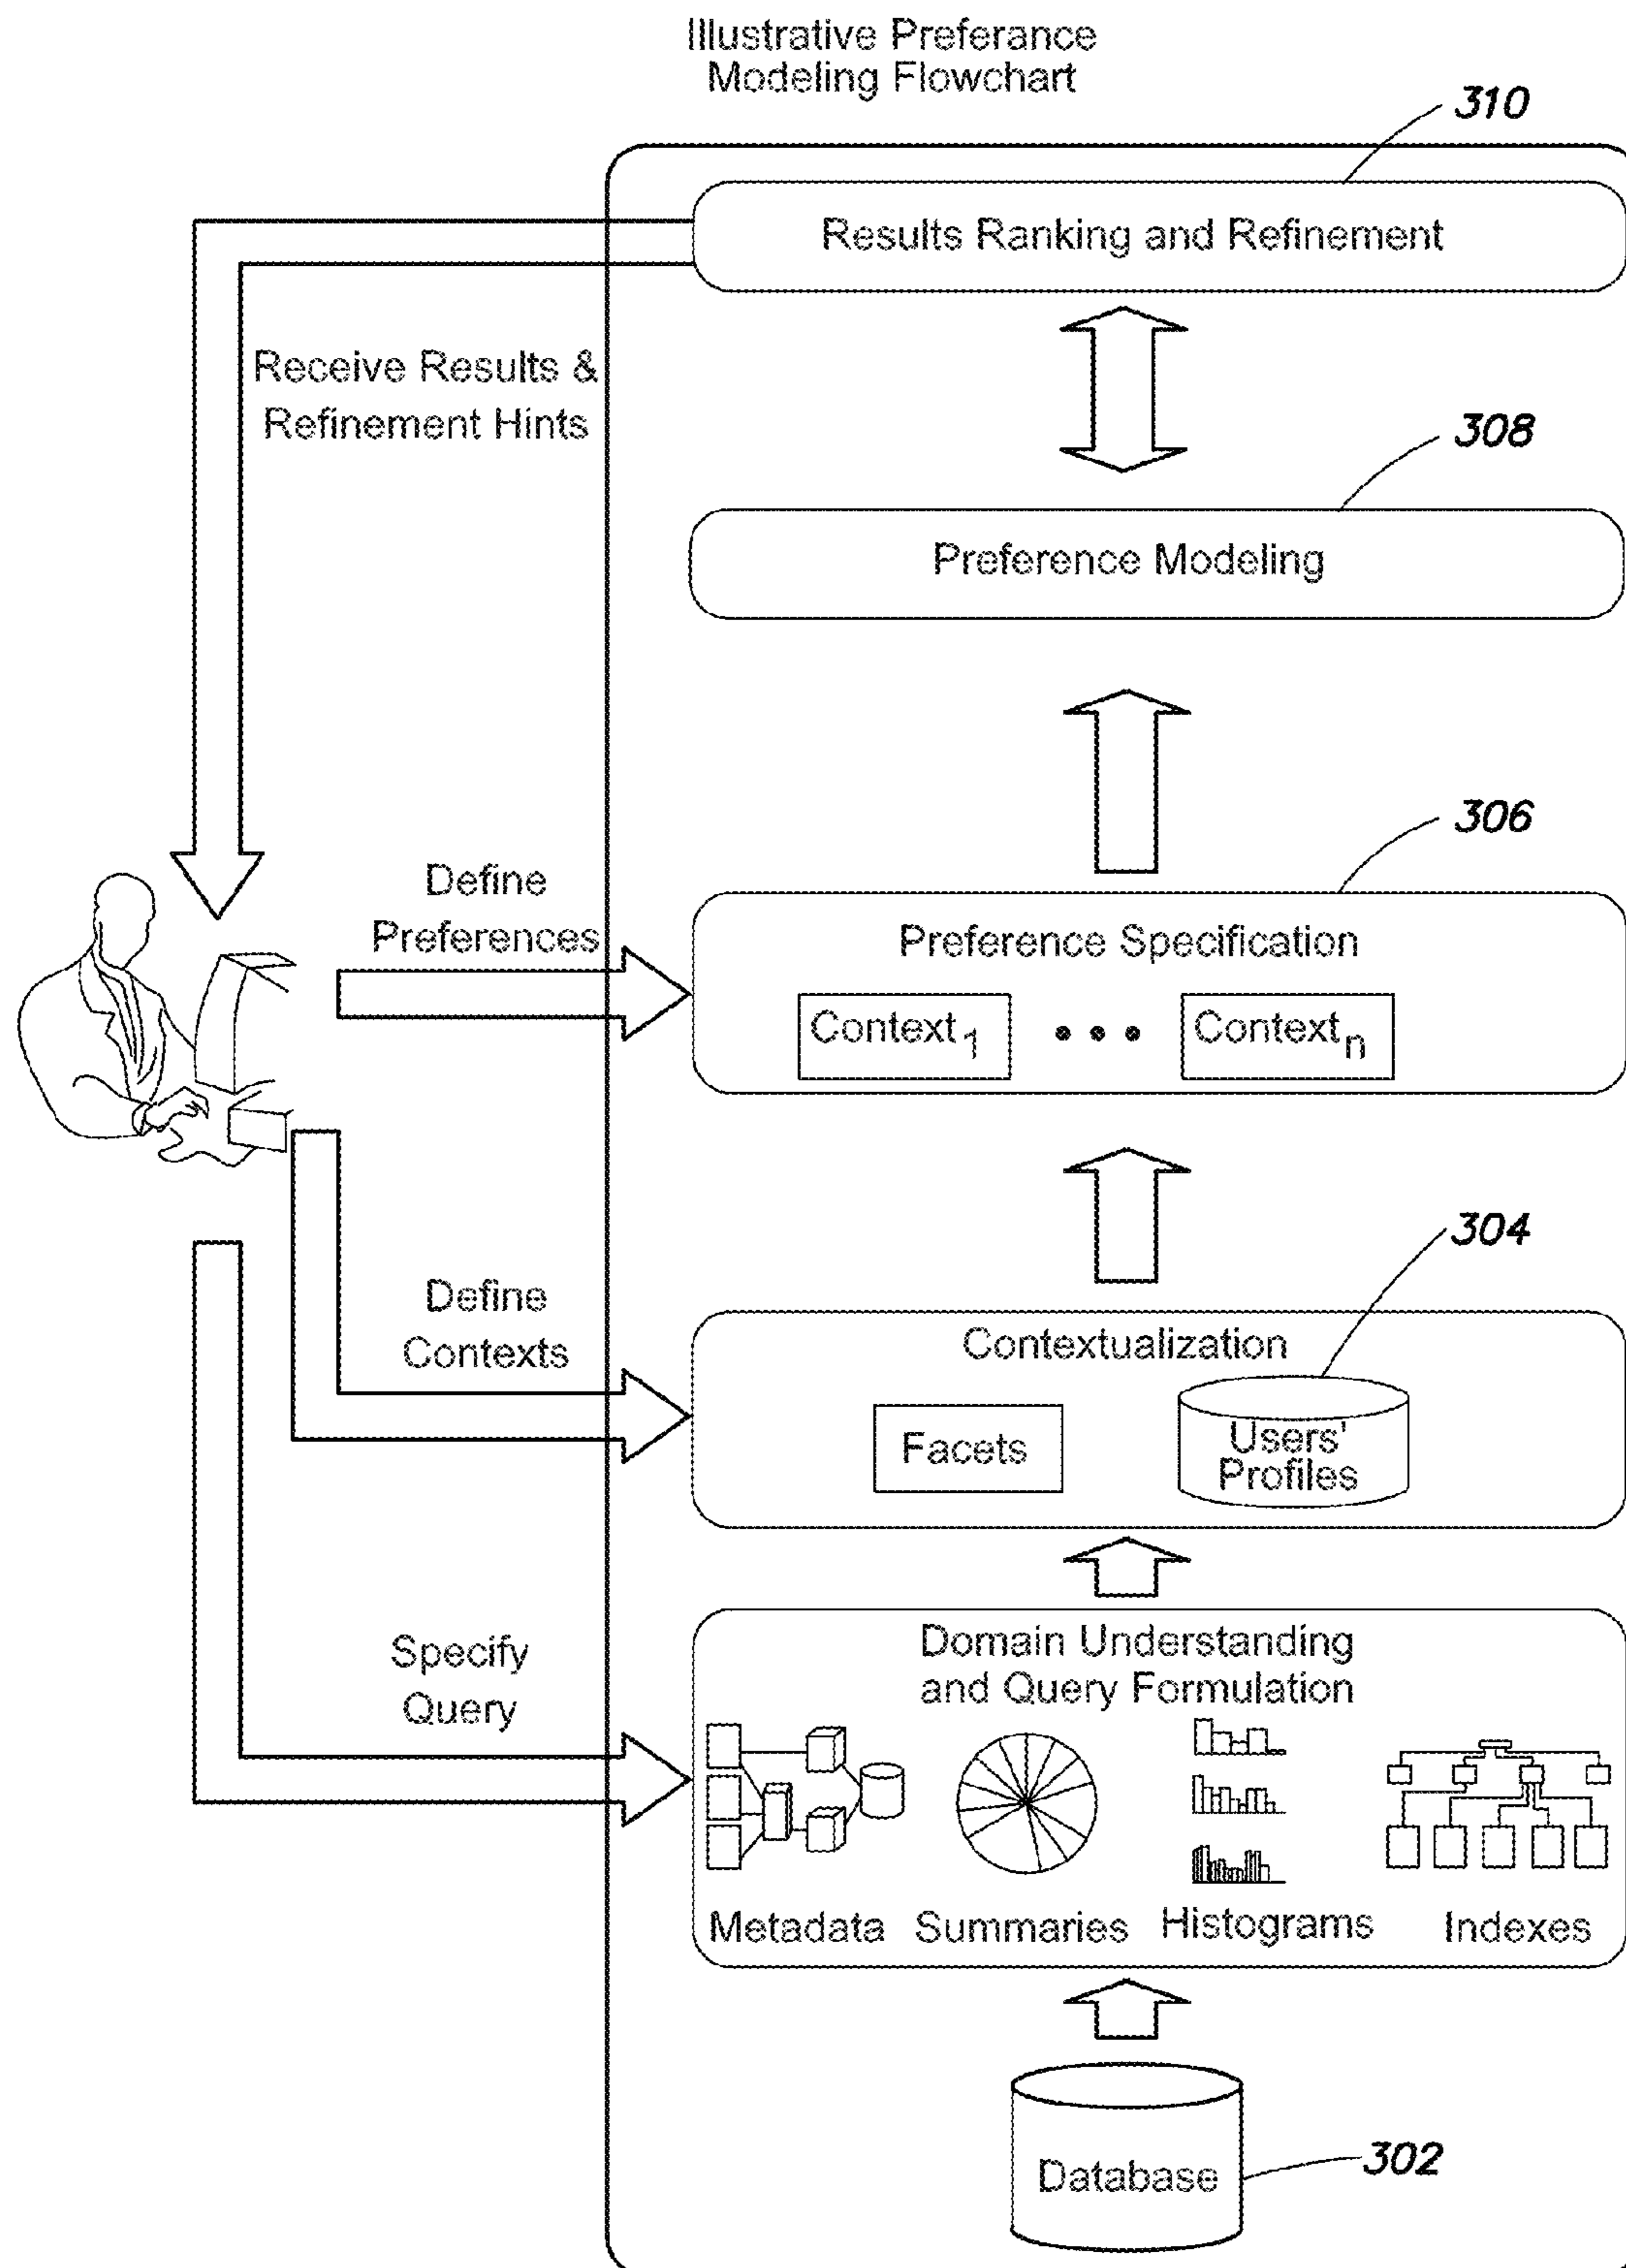 Illustrative Preferance
Modeling Flowchart
310
Results Ranking and Refinement
Receive Results &
Refinement Hints
308
Preference Modeling
306
Define
Preferences
Preference Specification
Context1 • • • Contextn
304
Define
Contexts
Contextualization
Facets
Users'
Profiles
Specify
Query
Domain Understanding
and Query Formulation
Metadata Summaries Histograms Indexes
Database
302